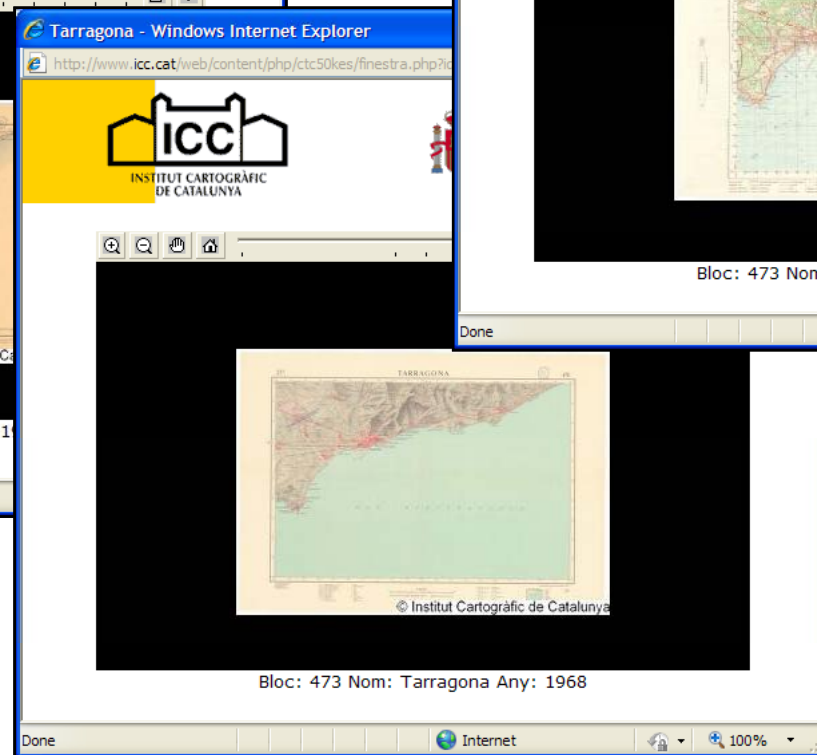 Tarragona - Windows Internet Explorer
http://www.icc.cat/web/content/php/ctc50kes/finestra.php?ic
icc
INSTITUT CARTOGRÀFIC
DE CATALUNYA
Bloc: 473 Nom
Done
TARRAGONA
© Institut Cartogràfic de Catalunya
Bloc: 473 Nom: Tarragona Any: 1968
Done
Internet
100%